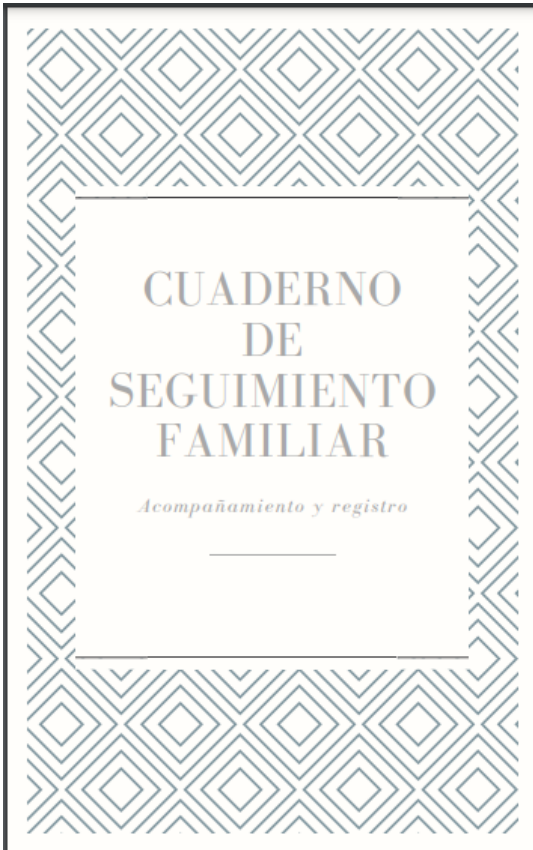 CUADERNO
DE
SEGUIMIENTO
FAMILIAR
Acompañamiento y registro